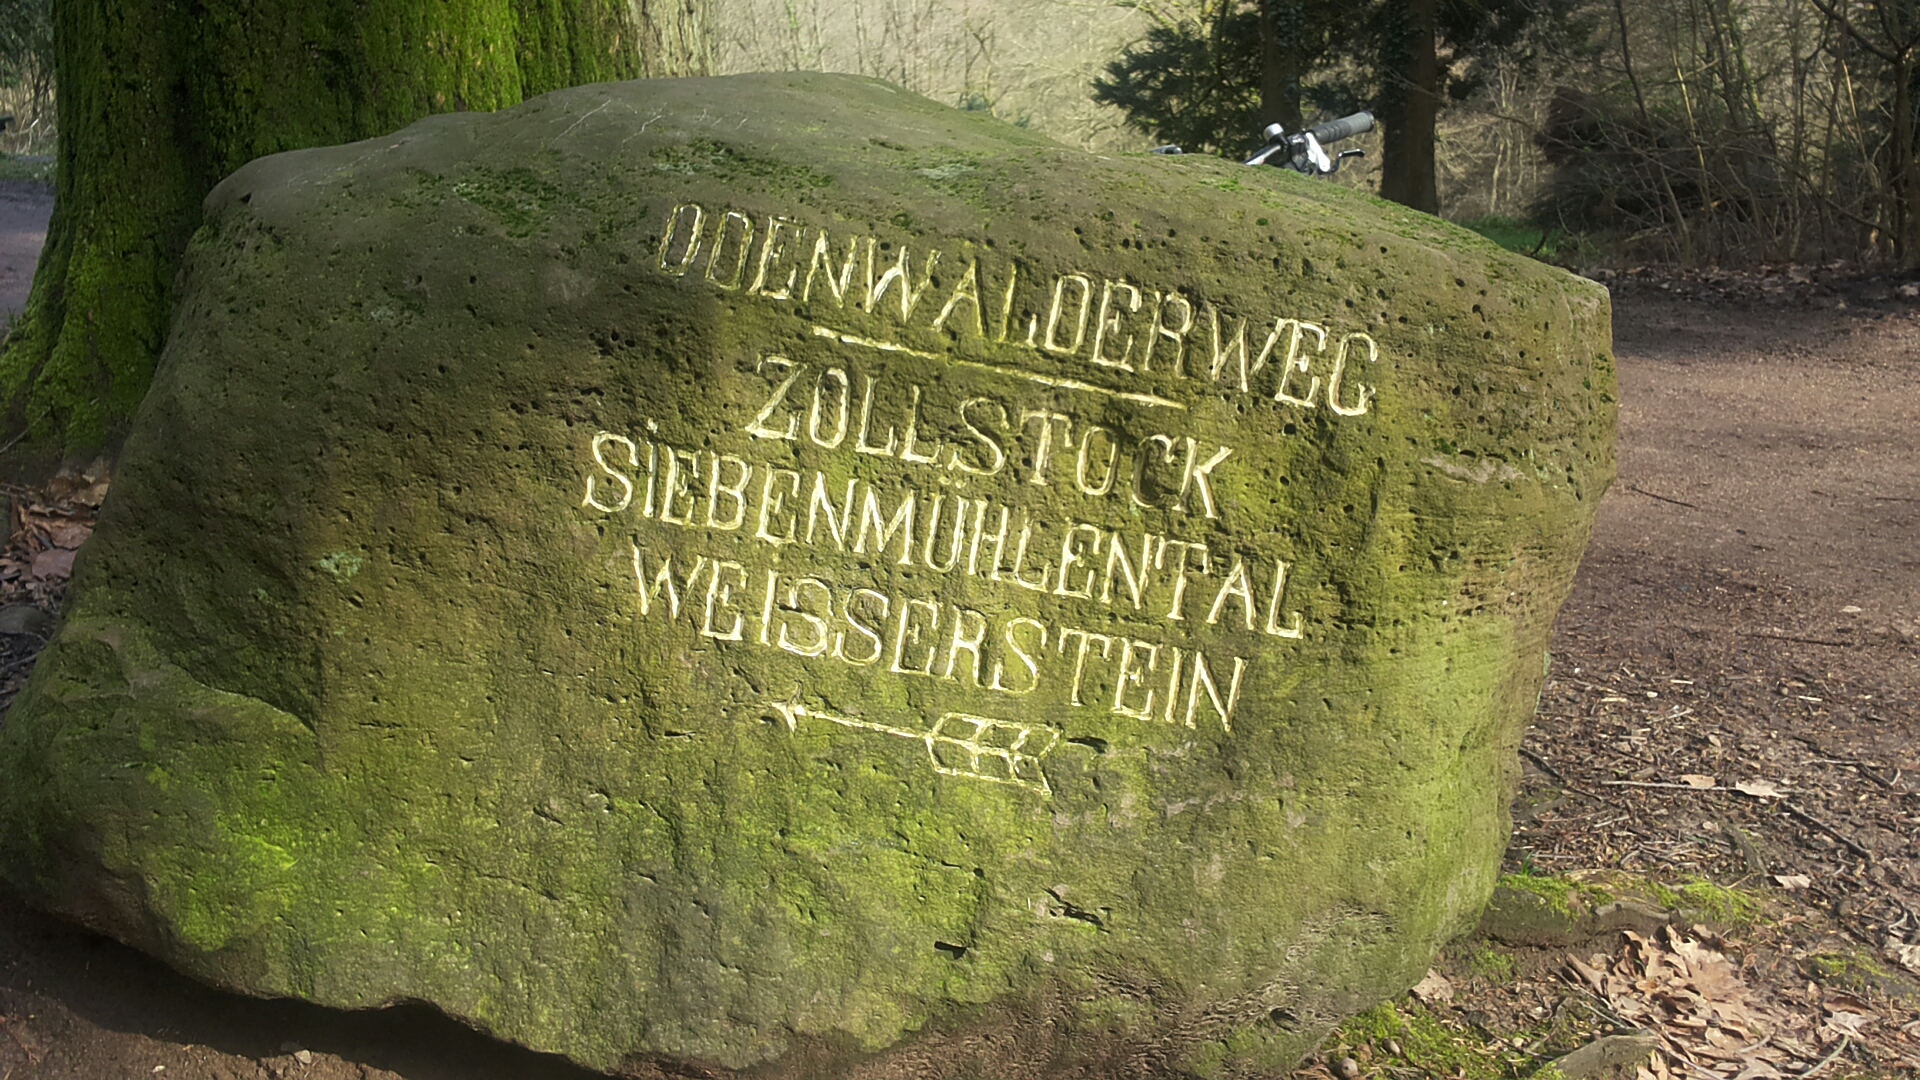 ODENWALDERWEG
ZOLLSTOCK
SIEBENMÜHLENTAL
WEISSERSTEIN